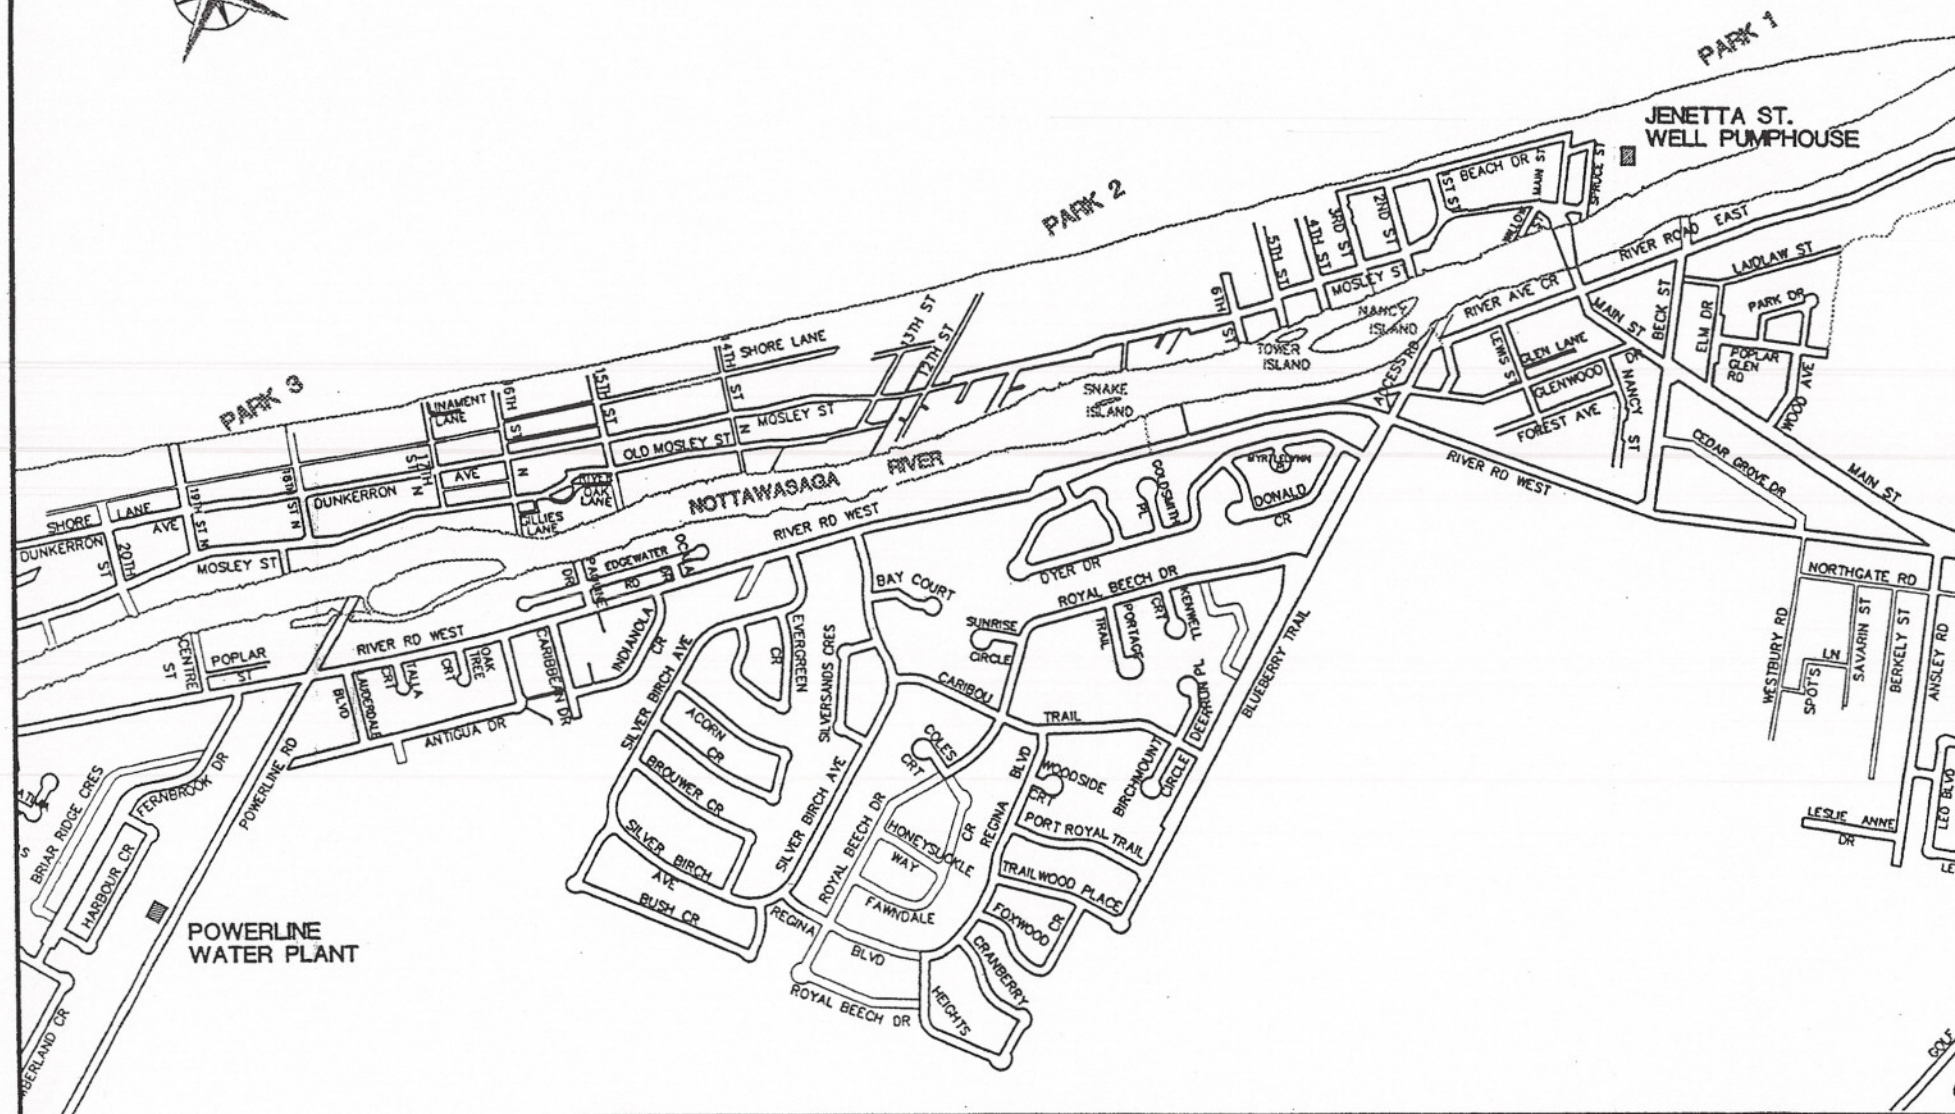 PARK 1
JENETTA ST.
WELL PUMPHOUSE
PARK 2
BEACH DR
MAIN ST
SPRUCE ST
1ST ST
2ND ST
3RD ST
4TH ST
5TH ST
6TH ST
MOSLEY ST
RIVER ROAD EAST
RIVER AVE CR
LAIDLAW ST
PARK DR
BECK ST
ELM DR
MAIN ST
POPLAR
GLEN
RD
WOOD AVE
NANCY
ISLAND
TOWER
ISLAND
SNAKE
ISLAND
ACCESS RD
LEWIS ST
GLEN LANE
GLENWOOD
DR
NANCY
ST
FOREST AVE
CEDAR GROVE DR
MAIN ST
RIVER RD WEST
PARK 3
13TH ST
12TH ST
14TH
ST
N
SHORE LANE
MOSLEY ST
OLD MOSLEY ST
15TH
ST
16TH
ST
N
LANE
17TH
ST N
AVE
DUNKERRON
18TH ST N
19TH ST
SHORE LANE
AVE
DUNKERRON
20TH
ST
MOSLEY ST
RIVER
OAK
LANE
GILLIES
LANE
NOTTAWASAGA RIVER
RIVER RD WEST
EDGEWATER
RD
OCALA
DR
PAULINE
DR
RIVER RD WEST
CENTRE
ST
POPLAR
ST
OAK
TREE
CRT
CRT
BLVD
CARIBBEAN DR
INDIANOLA
CR
ANTIGUA DR
POWERLINE RD
FERNBROOK DR
BRIAR RIDGE CRES
HARBOUR CR
POWERLINE
WATER PLANT
MYRTLELYNN
PL
DONALD
CR
GOLDSMITH
PL
DYER DR
ROYAL BEECH DR
BAY COURT
SUNRISE
CIRCLE
PORTAGE
TRAIL
KENWELL
CRT
BLUEBERRY TRAIL
EVERGREEN
CR
SILVERSANDS CRES
SILVER BIRCH AVE
CARIBOU
TRAIL
DEERRUN PL
ACORN
CR
BROUWER CR
SILVER BIRCH
AVE
BUSH CR
SILVER BIRCH AVE
COLES
CRT
REGINA
BLVD
WOODSIDE
CRT
BIRCHMOUNT
CIRCLE
PORT ROYAL TRAIL
TRAILWOOD PLACE
FOXWOOD
CR
CRANBERRY
HEIGHTS
ROYAL BEECH DR
HONEYSUCKLE
WAY
CR
FAWNDALE
REGINA
BLVD
ROYAL BEECH DR
NORTHGATE RD
WESTBURY RD
SPOT'S
LN
SAVARIN ST
BERKELY ST
ANSLEY RD
LESLIE ANNE
DR
LEO BLVD
GOLF